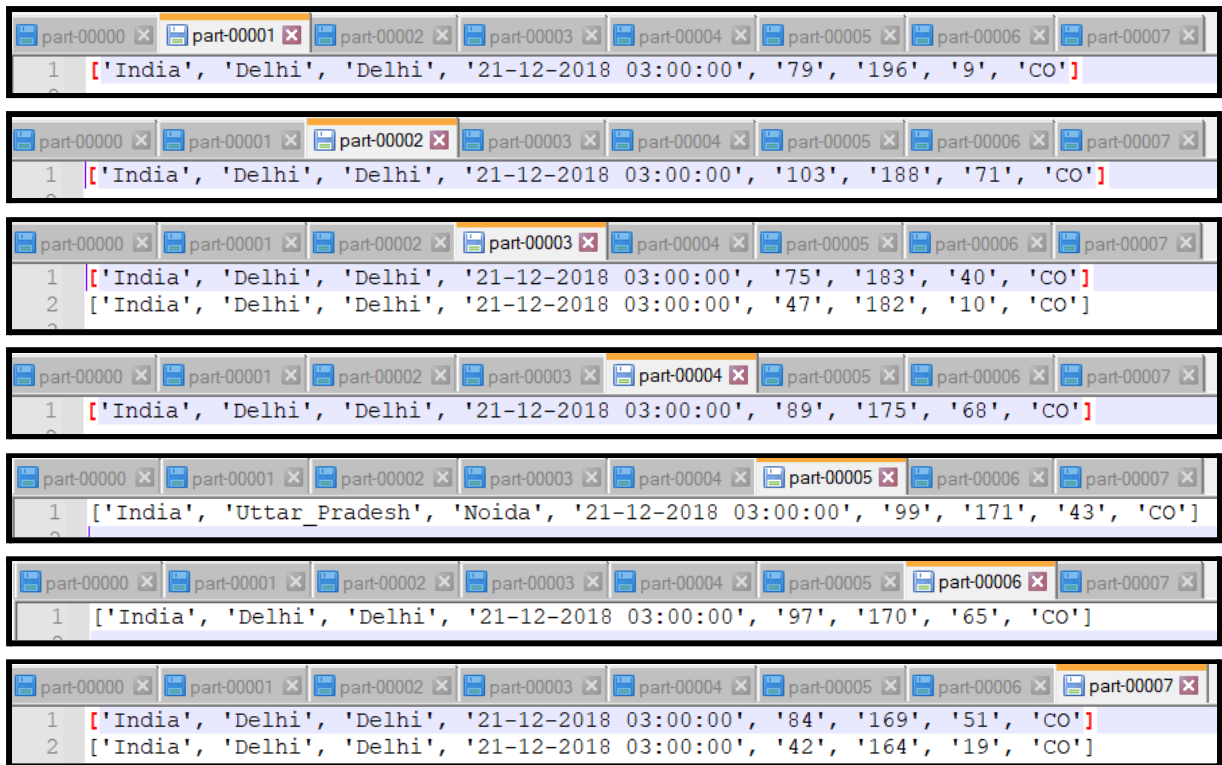 part-00000 part-00001 part-00002 part-00003 part-00004 part-00005 part-00006 part-00007
1 ['India', 'Delhi', 'Delhi', '21-12-2018 03:00:00', '79', '196', '9', 'CO']
part-00000 part-00001 part-00002 part-00003 part-00004 part-00005 part-00006 part-00007
1 ['India', 'Delhi', 'Delhi', '21-12-2018 03:00:00', '103', '188', '71', 'CO']
part-00000 part-00001 part-00002 part-00003 part-00004 part-00005 part-00006 part-00007
1 ['India', 'Delhi', 'Delhi', '21-12-2018 03:00:00', '75', '183', '40', 'CO']
2 ['India', 'Delhi', 'Delhi', '21-12-2018 03:00:00', '47', '182', '10', 'CO']
part-00000 part-00001 part-00002 part-00003 part-00004 part-00005 part-00006 part-00007
1 ['India', 'Delhi', 'Delhi', '21-12-2018 03:00:00', '89', '175', '68', 'CO']
part-00000 part-00001 part-00002 part-00003 part-00004 part-00005 part-00006 part-00007
1 ['India', 'Uttar_Pradesh', 'Noida', '21-12-2018 03:00:00', '99', '171', '43', 'CO']
part-00000 part-00001 part-00002 part-00003 part-00004 part-00005 part-00006 part-00007
1 ['India', 'Delhi', 'Delhi', '21-12-2018 03:00:00', '97', '170', '65', 'CO']
part-00000 part-00001 part-00002 part-00003 part-00004 part-00005 part-00006 part-00007
1 ['India', 'Delhi', 'Delhi', '21-12-2018 03:00:00', '84', '169', '51', 'CO']
2 ['India', 'Delhi', 'Delhi', '21-12-2018 03:00:00', '42', '164', '19', 'CO']